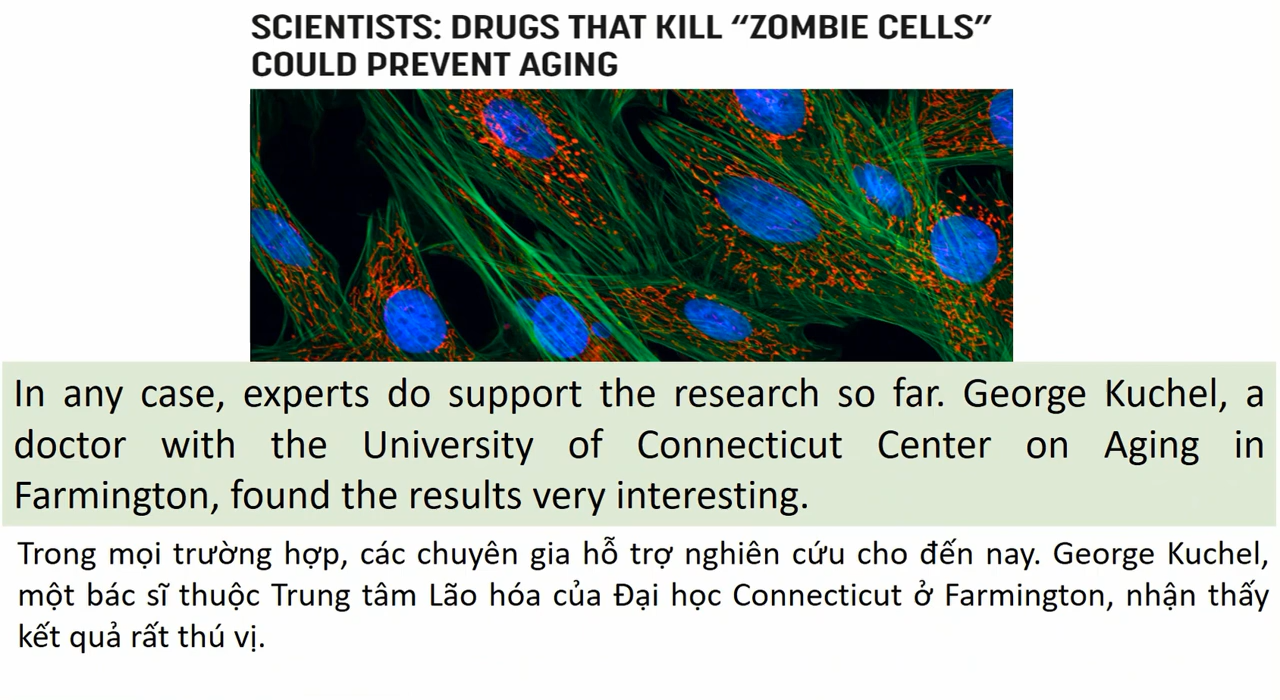 SCIENTISTS: DRUGS THAT KILL “ZOMBIE CELLS”
COULD PREVENT AGING
In any case, experts do support the research so far. George Kuchel, a
doctor with the University of Connecticut Center on Aging in
Farmington, found the results very interesting.
Trong mọi trường hợp, các chuyên gia hỗ trợ nghiên cứu cho đến nay. George Kuchel,
một bác sĩ thuộc Trung tâm Lão hóa của Đại học Connecticut ở Farmington, nhận thấy
kết quả rất thú vị.